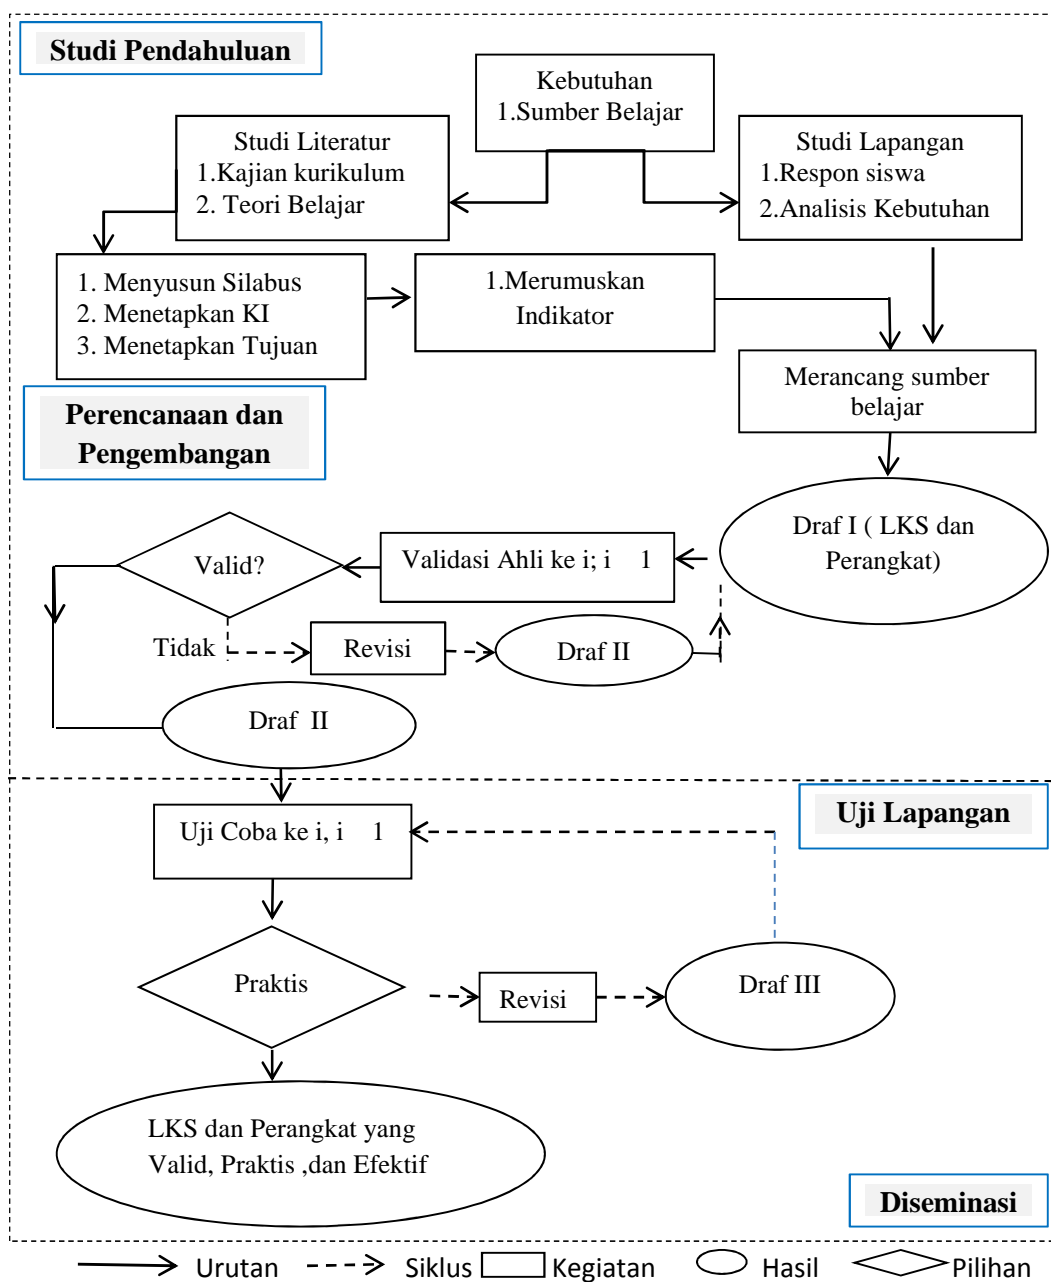 Studi Pendahuluan
Kebutuhan
1.Sumber Belajar
Studi Literatur
1.Kajian kurikulum
2. Teori Belajar
Studi Lapangan
1.Respon siswa
2.Analisis Kebutuhan
1. Menyusun Silabus
2. Menetapkan KI
3. Menetapkan Tujuan
1.Merumuskan
Indikator
Merancang sumber
belajar
Perencanaan dan
Pengembangan
Draf I ( LKS dan
Perangkat)
Validasi Ahli ke i; i 1
Valid?
Tidak
Revisi
Draf II
Draf II
Uji Lapangan
Uji Coba ke i, i 1
Praktis
Revisi
Draf III
LKS dan Perangkat yang
Valid, Praktis ,dan Efektif
Diseminasi
Urutan
Siklus
Kegiatan
Hasil
Pilihan